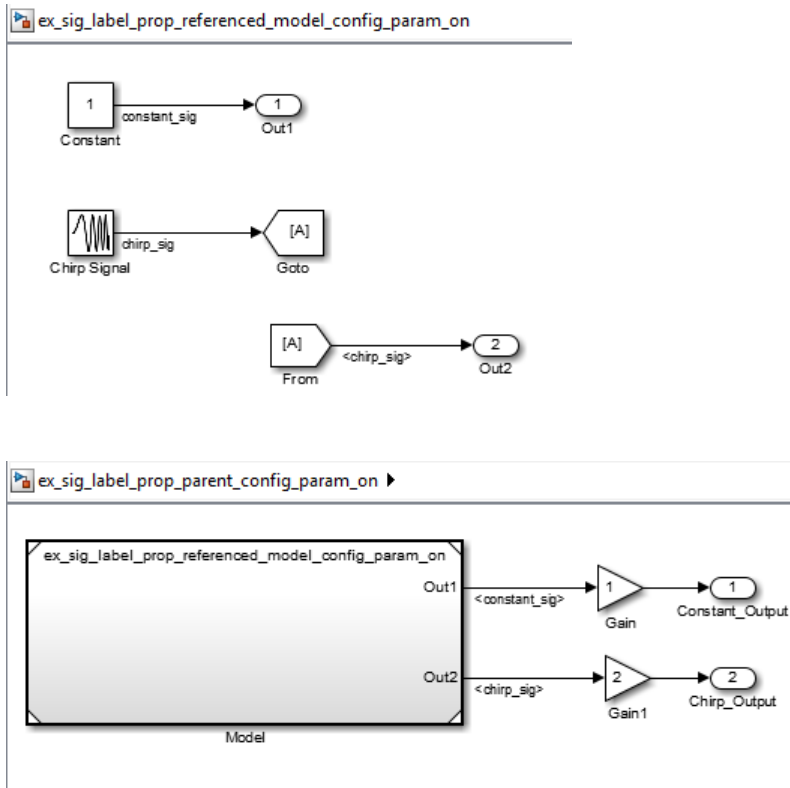 ex_sig_label_prop_referenced_model_config_param_on
1
constant_sig
1
Constant
Out1
chirp_sig
[A]
Chirp Signal
Goto
[A]
<chirp_sig>
2
From
Out2
ex_sig_label_prop_parent_config_param_on
ex_sig_label_prop_referenced_model_config_param_on
Out1
<constant_sig>
1
1
Gain
Constant_Output
Out2
<chirp_sig>
2
2
Gain1
Chirp_Output
Model